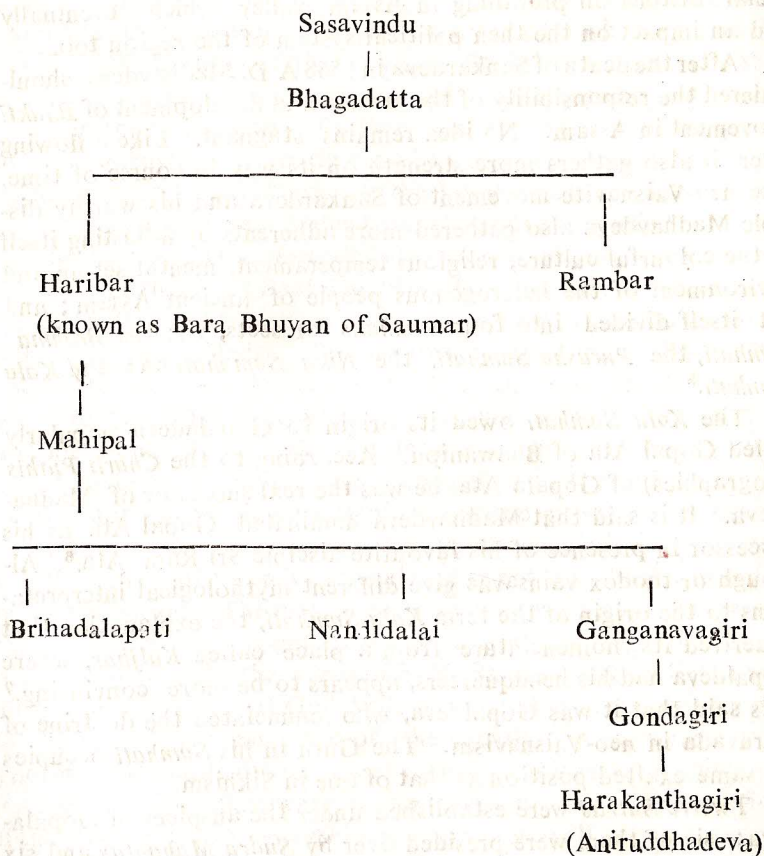 Sasavindu
Bhagadatta
Haribar
Rambar
(known as Bara Bhuyan of Saumar)
Mahipal
Brihadalapati
Nandidalai
Ganganavagiri
Gondagiri
Harakanthagiri
(Aniruddhadeva)